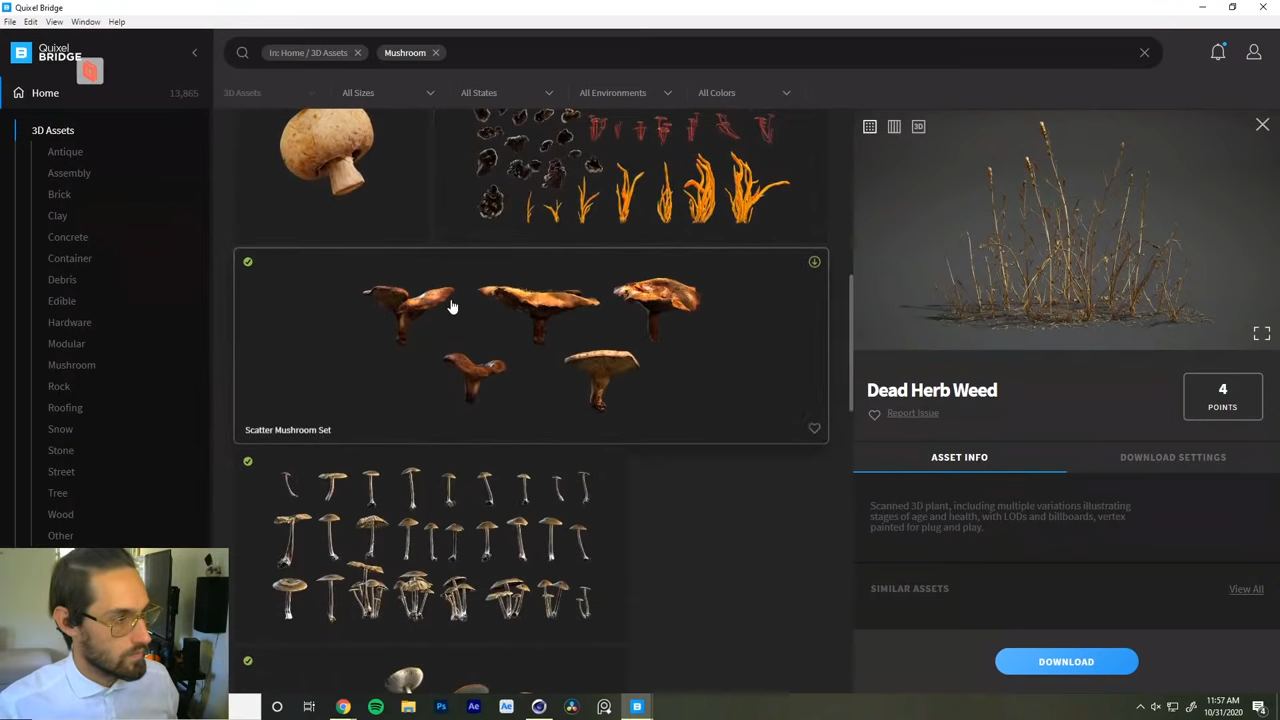 Quixel Bridge
File Edit View Window Help
Quixel
BRIDGE
In: Home / 3D Assets Mushroom
Home 13,865
3D Assets All Sizes All States All Environments All Colors
3D Assets
Antique
Assembly
Brick
Clay
Concrete
Container
Debris
Edible
Hardware
Modular
Mushroom
Rock
Roofing
Snow
Stone
Street
Tree
Wood
Other
Scatter Mushroom Set
3D
Dead Herb Weed
Report Issue
4
POINTS
ASSET INFO DOWNLOAD SETTINGS
Scanned 3D plant, including multiple variations illustrating
stages of age and health, with LODs and billboards, vertex
painted for plug and play.
SIMILAR ASSETS View All
DOWNLOAD
Ps Ae Ae
11:57 AM
10/31/2020
4